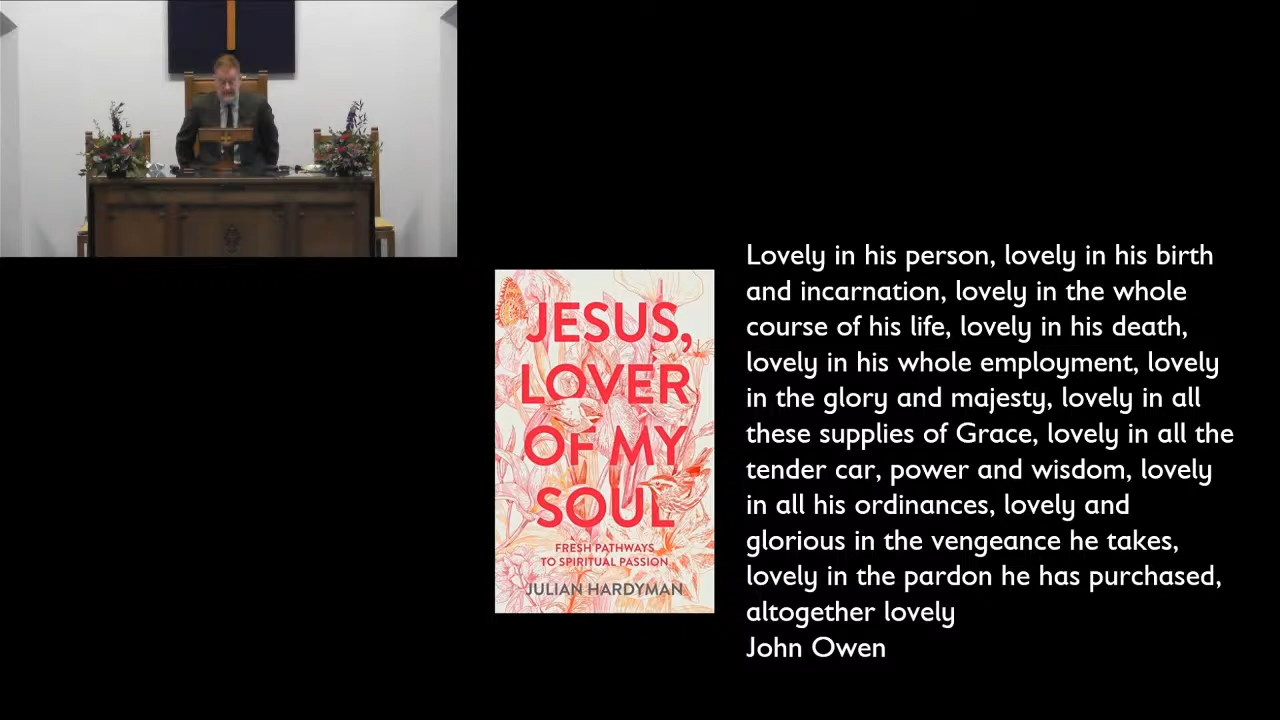 JESUS,
LOVER
OF MY
SOUL
FRESH PATHWAYS
TO SPIRITUAL PASSION
JULIAN HARDYMAN
Lovely in his person, lovely in his birth
and incarnation, lovely in the whole
course of his life, lovely in his death,
lovely in his whole employment, lovely
in the glory and majesty, lovely in all
these supplies of Grace, lovely in all the
tender car, power and wisdom, lovely
in all his ordinances, lovely and
glorious in the vengeance he takes,
lovely in the pardon he has purchased,
altogether lovely
John Owen